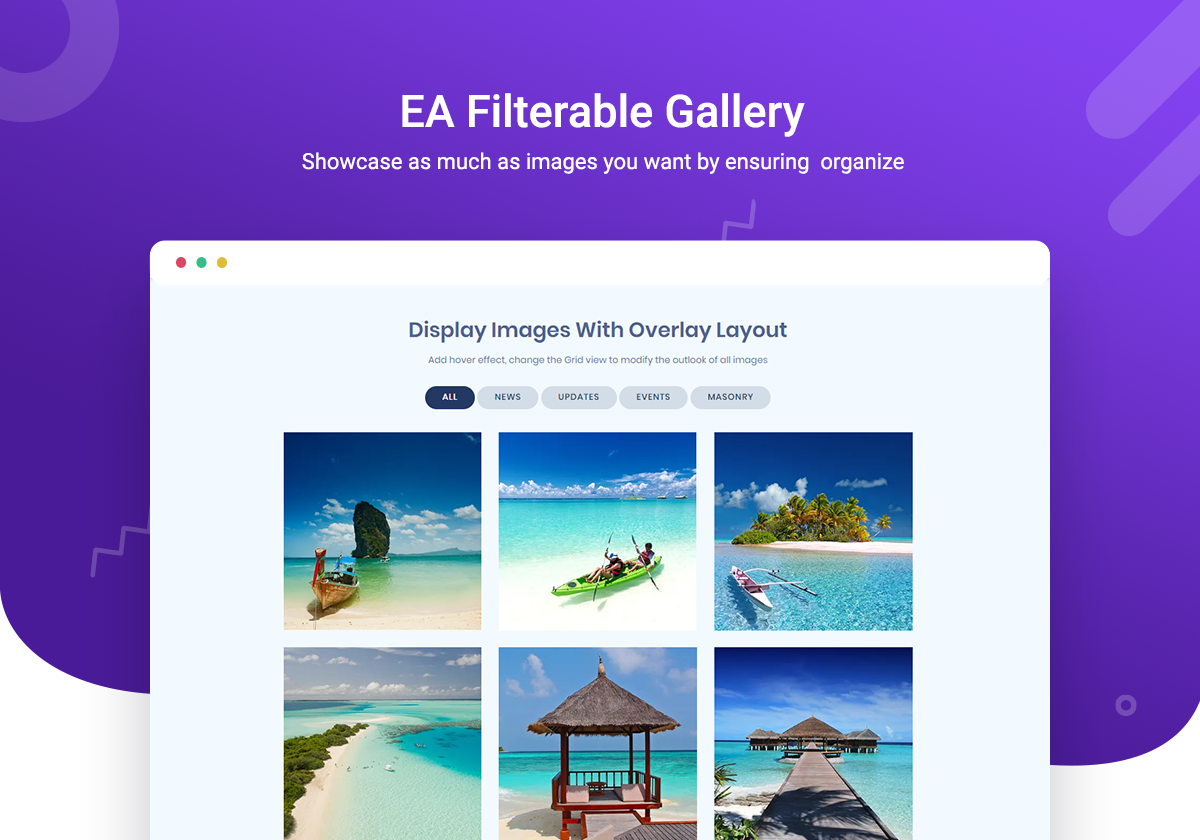 EA Filterable Gallery
Showcase as much as images you want by ensuring  organize
Display Images With Overlay Layout
Add hover effect, change the Grid view to modify the outlook of all images
ALL NEWS UPDATES EVENTS MASONRY